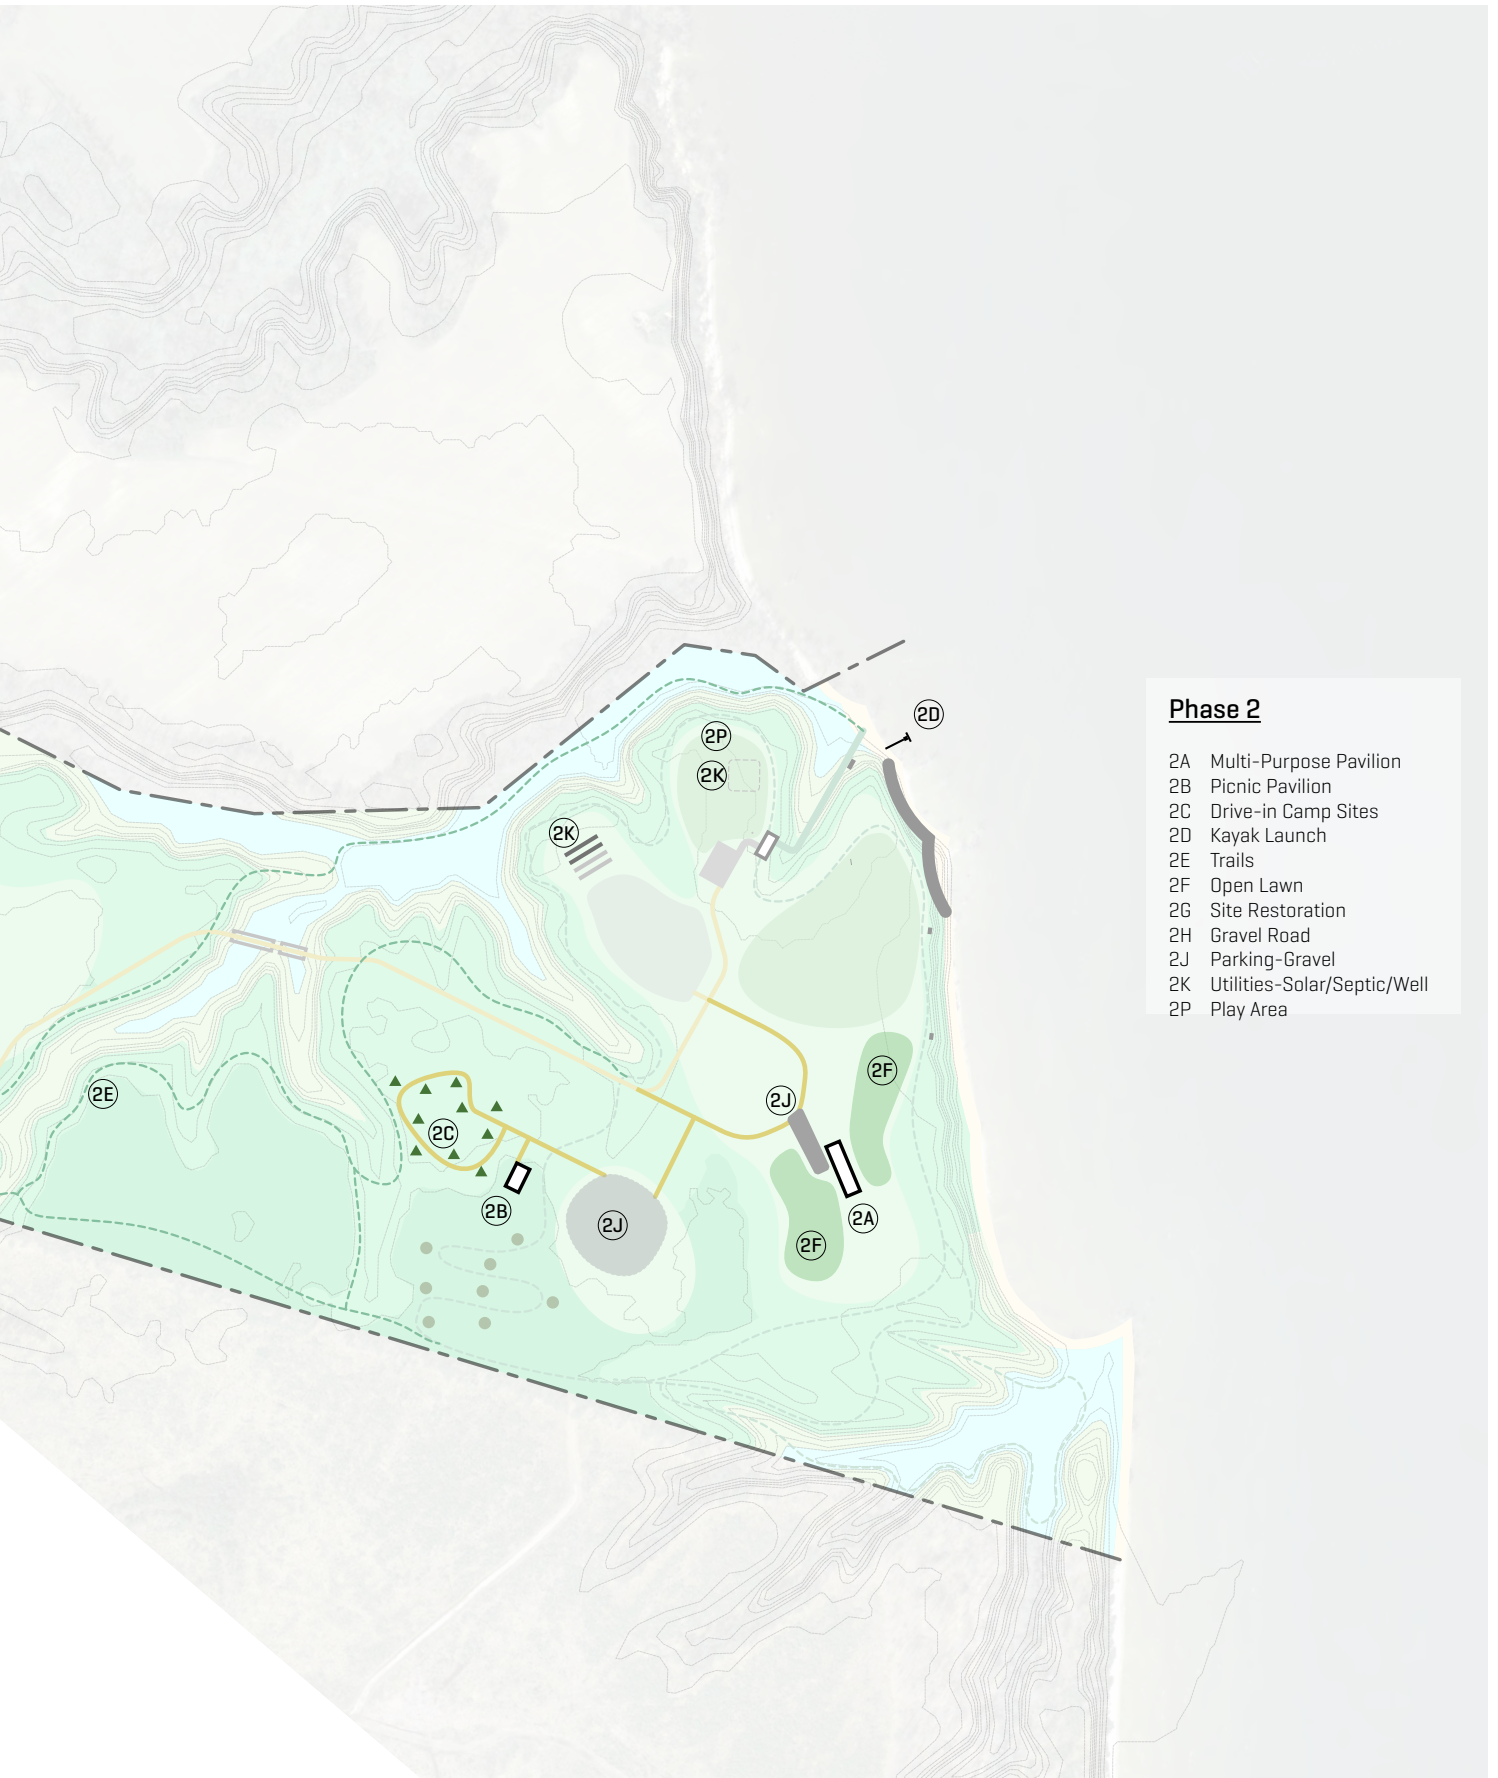 2D
Phase 2
2P
2A Multi-Purpose Pavilion
2K
2B Picnic Pavilion
2C Drive-in Camp Sites
2K
2D Kayak Launch
2E Trails
2F Open Lawn
2G Site Restoration
2H Gravel Road
2J Parking-Gravel
2K Utilities-Solar/Septic/Well
2P Play Area
2F
2E
2J
2C
2B
2J
2A
2F